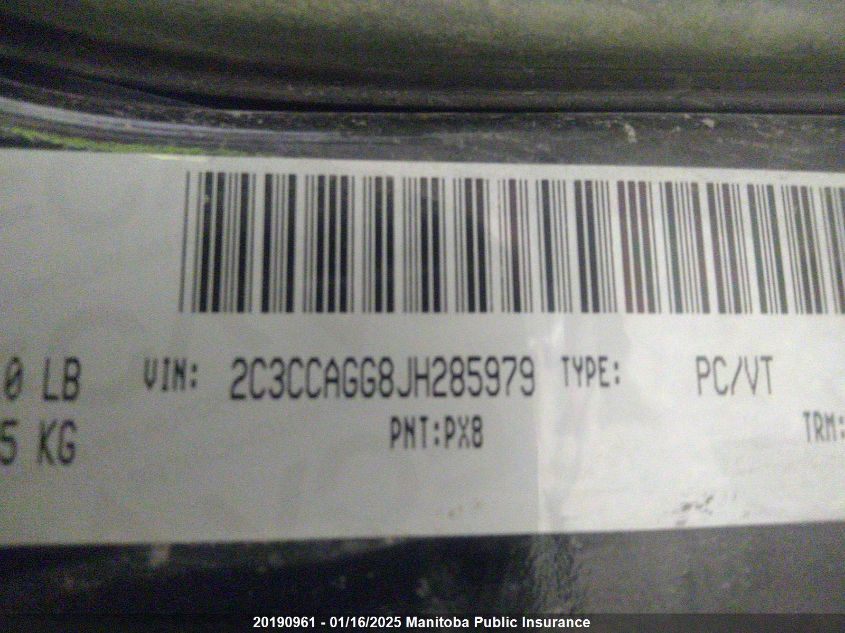 0 LB VIN: 2C3CCAGG8JH285979 TYPE: PC/VT
5 KG PNT:PX8 TRM:
20190961 - 01/16/2025 Manitoba Public Insurance